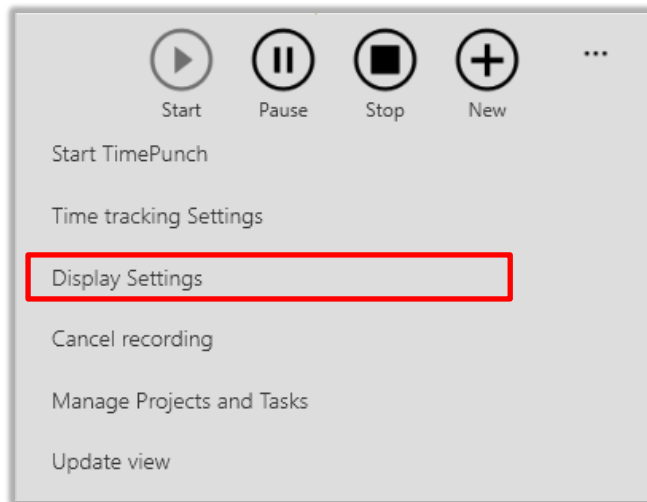 Start Pause Stop New
Start TimePunch
Time tracking Settings
Display Settings
Cancel recording
Manage Projects and Tasks
Update view